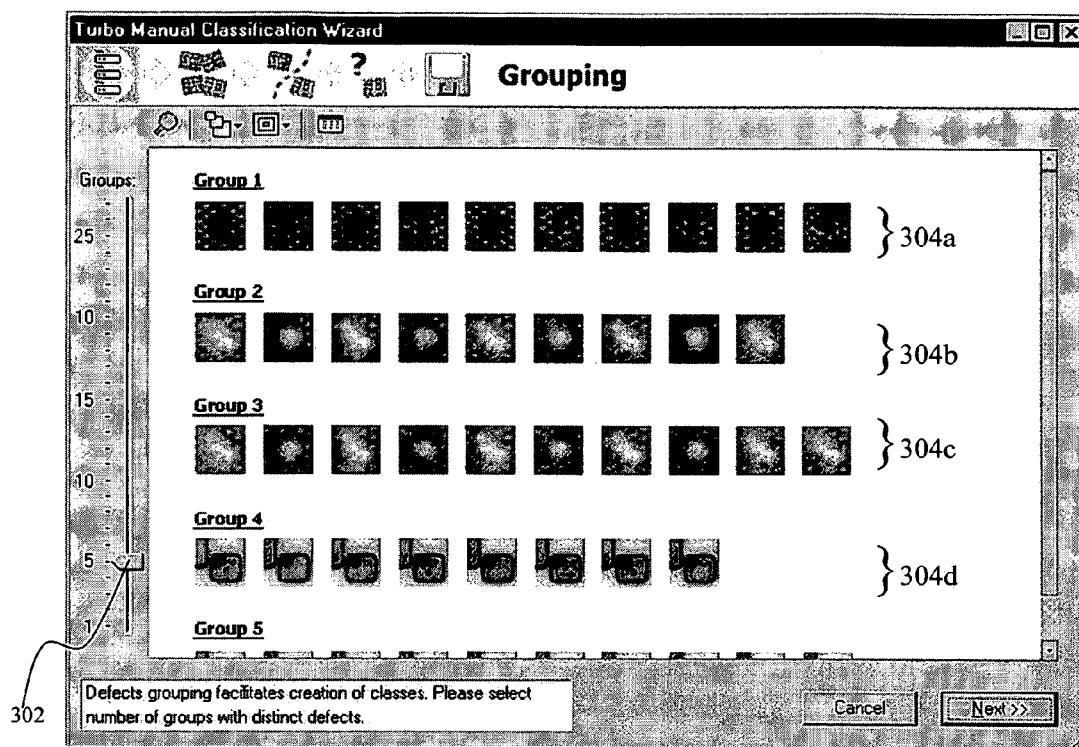 Turbo Manual Classification Wizard
?
Grouping
Groups:
25
10
15
10
5
1
Group 1
304a
Group 2
304b
Group 3
304c
Group 4
304d
Group 5
302
Defects grouping facilitates creation of classes. Please select
number of groups with distinct defects.
Cancel
Next >>